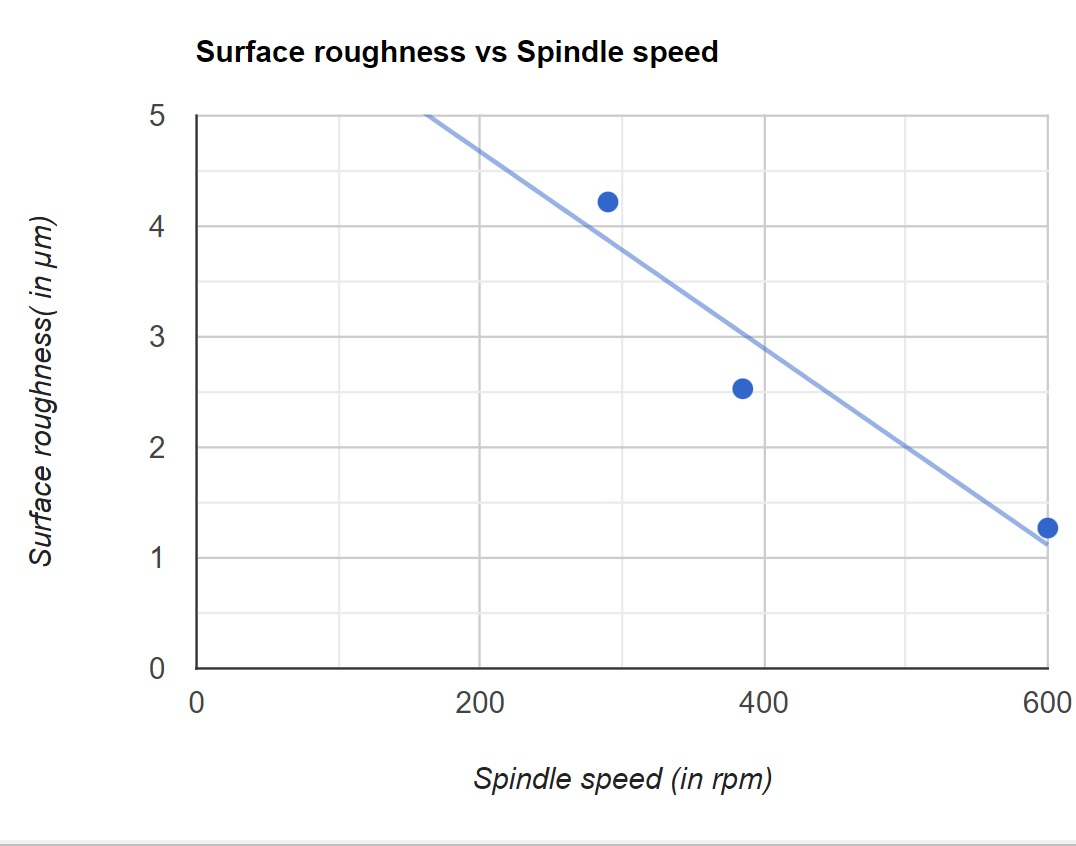 Surface roughness vs Spindle speed
5
4
3
2
1
0
Surface roughness( in µm)
0 200 400 600
Spindle speed (in rpm)